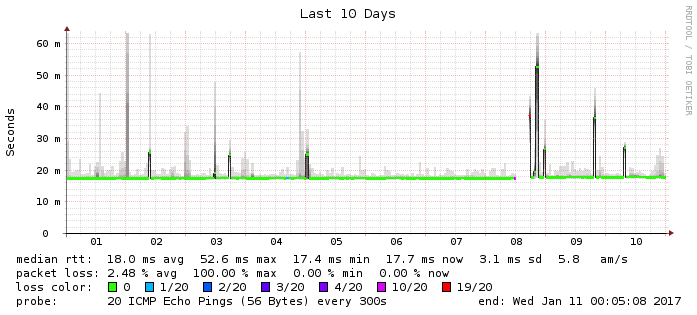 Last 10 Days
RRDTOOL / TOBI OETIKER
Seconds
60 m
50 m
40 m
30 m
20 m
10 m
0
01 02 03 04 05 06 07 08 09 10
median rtt: 18.0 ms avg 52.6 ms max 17.4 ms min 17.7 ms now 3.1 ms sd 5.8 am/s
packet loss: 2.48 % avg 100.00 % max 0.00 % min 0.00 % now
loss color: 0 1/20 2/20 3/20 4/20 10/20 19/20
probe: 20 ICMP Echo Pings (56 Bytes) every 300s end: Wed Jan 11 00:05:08 2017